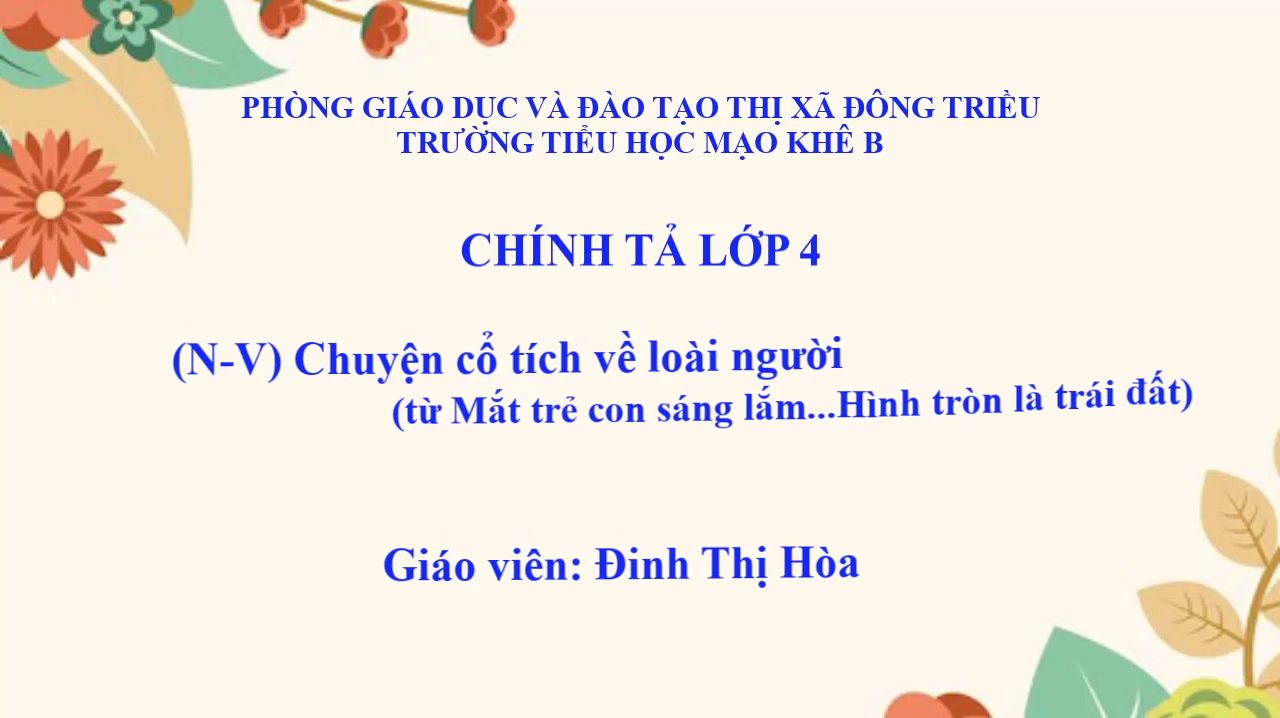 PHÒNG GIÁO DỤC VÀ ĐÀO TẠO THỊ XÃ ĐÔNG TRIỀU
TRƯỜNG TIỂU HỌC MẠO KHÊ B
CHÍNH TẢ LỚP 4
(N-V) Chuyện cổ tích về loài người
(từ Mắt trẻ con sáng lắm...Hình tròn là trái đất)
Giáo viên: Đinh Thị Hòa